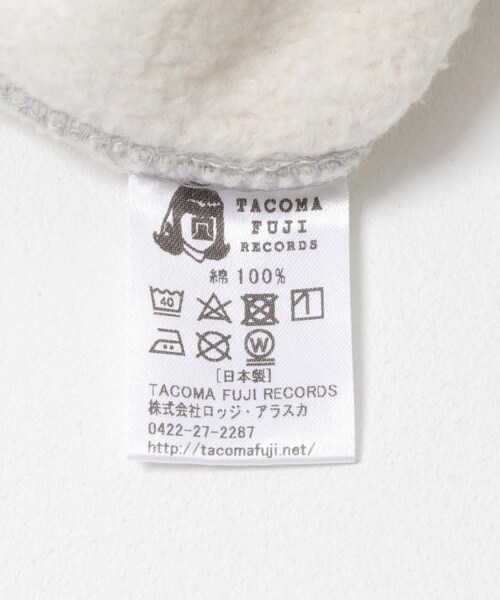 TACOMA
FUJI
RECORDS
綿 100%
40
W
[日本製]
TACOMA FUJI RECORDS
株式会社ロッジ・アラスカ
0422-27-2287
http://tacomafuji.net/